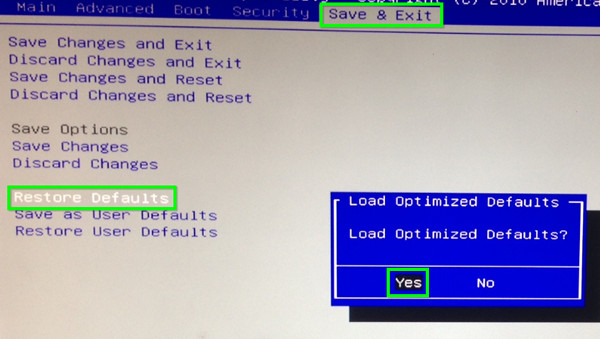 Copyright (C) 2010 America
Main Advanced Boot Security Save & Exit
Save Changes and Exit
Discard Changes and Exit
Save Changes and Reset
Discard Changes and Reset
Save Options
Save Changes
Discard Changes
Restore Defaults
Save as User Defaults
Restore User Defaults
Load Optimized Defaults
Load Optimized Defaults?
Yes No